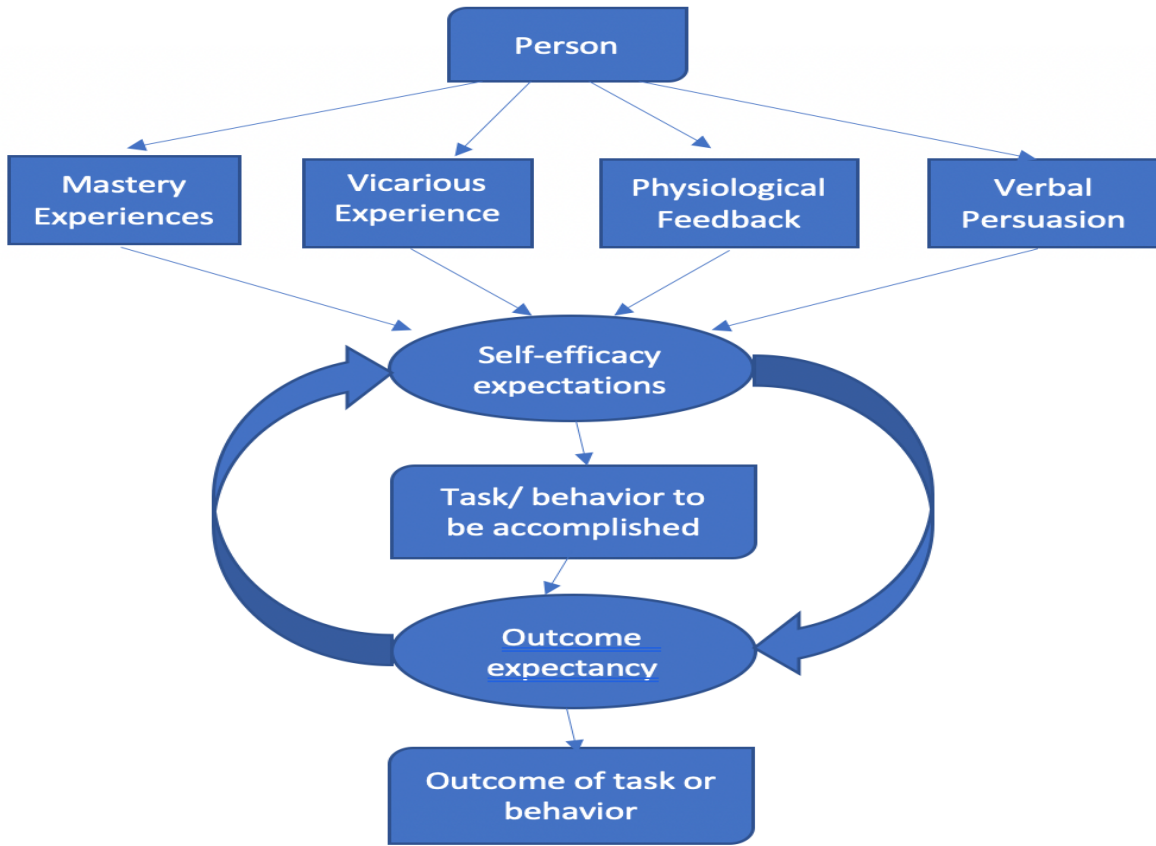 Person
Mastery
Experiences
Vicarious
Experience
Physiological
Feedback
Verbal
Persuasion
Self-efficacy
expectations
Task/ behavior to
be accomplished
Outcome
expectancy
Outcome of task or
behavior